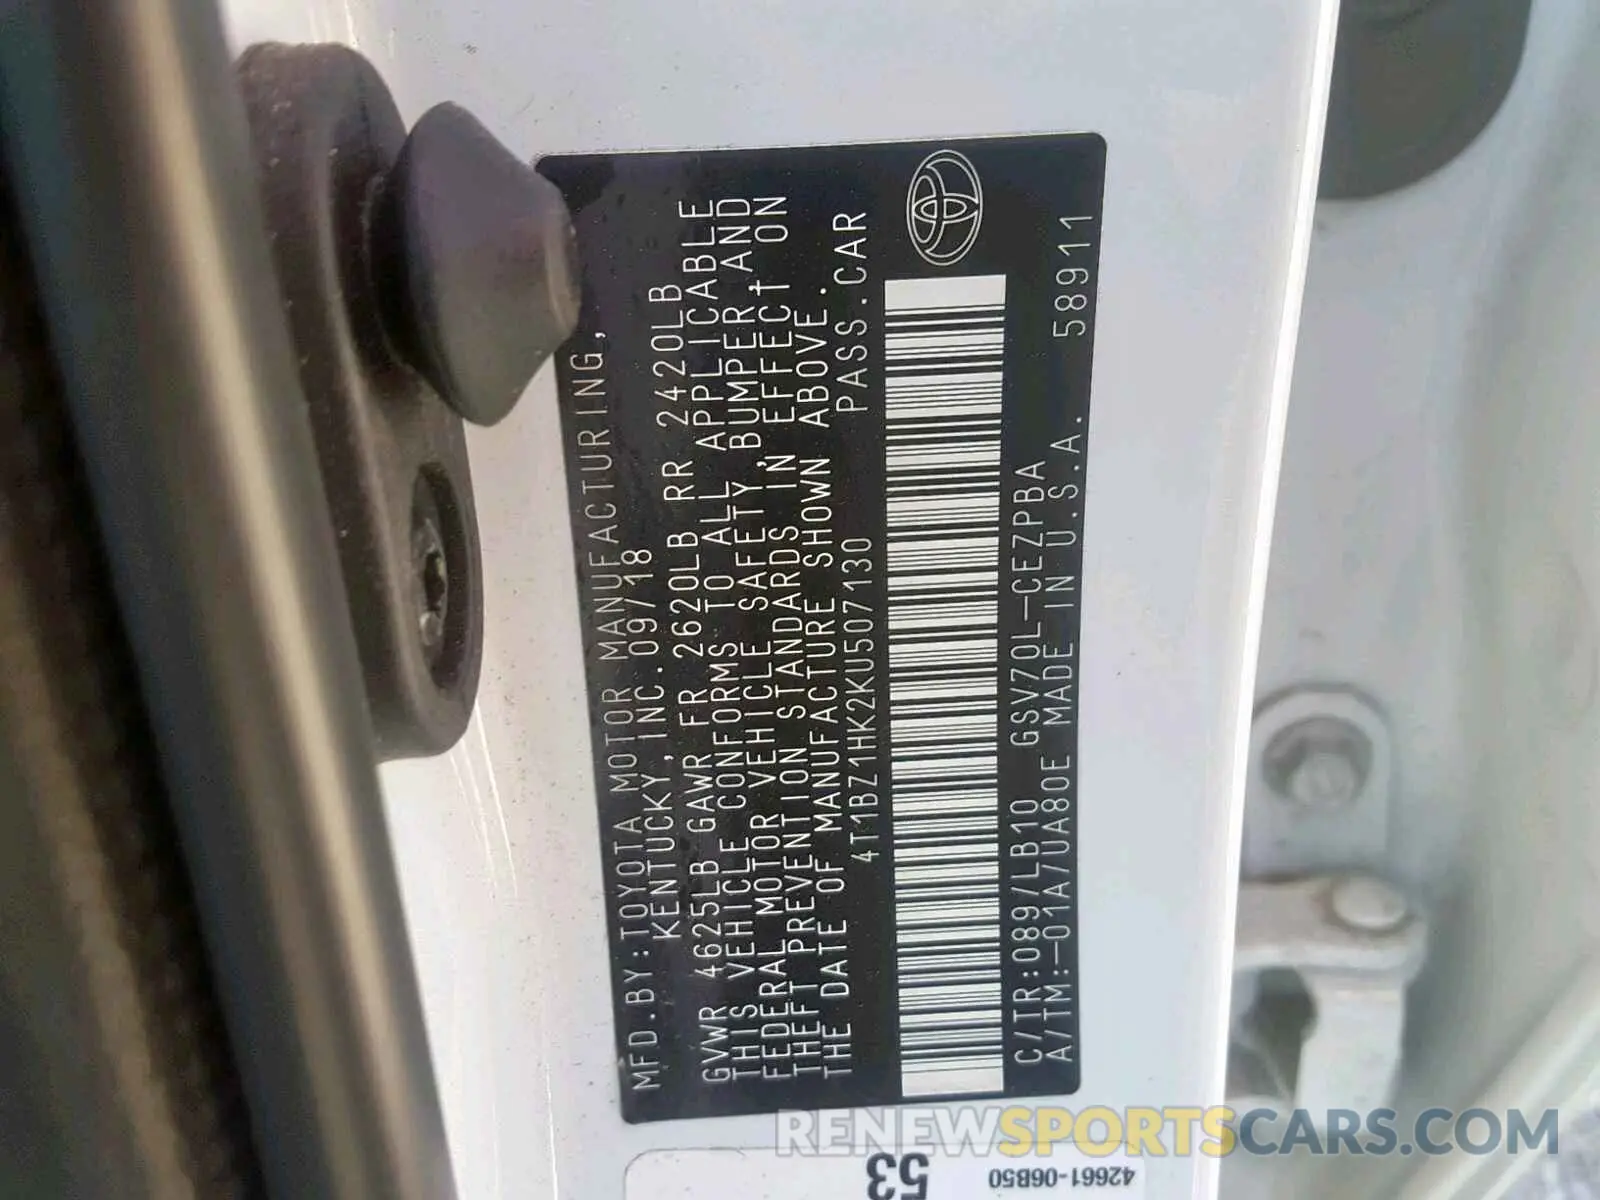 MFD.BY:TOYOTA MOTOR MANUFACTURING,
KENTUCKY,INC.09/18
GVWR 4625LB GAWR FR 2620LB RR 2420LB
THIS VEHICLE CONFORMS TO ALL APPLICABLE
FEDERAL MOTOR VEHICLE SAFETY,BUMPER,AND
THEFT PREVENTION STANDARDS IN EFFECT ON
THE DATE OF MANUFACTURE SHOWN ABOVE.
4T1BZ1HK2KU507130 PASS.CAR
C/TR:089/LB10 GSV70L-CEZPBA
A/TM:-01A/UA80E MADE IN U.S.A. 58911
53
42661-06B50
RENEWSPORTSCARS.COM